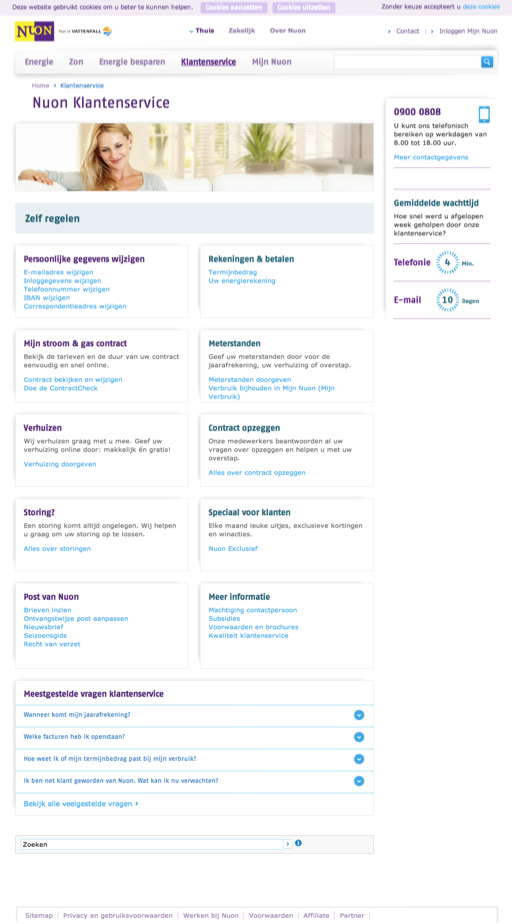 Deze website gebruikt cookies om u beter te kunnen helpen. Cookies aanzetten Cookies uitzetten Zonder keuze accepteert u deze cookies
NUON Part of VATTENFALL
Thuis Zakelijk Over Nuon Contact Inloggen Mijn Nuon
Energie Zon Energie besparen Klantenservice Mijn Nuon
Home Klantenservice
Nuon Klantenservice
Zelf regelen
Persoonlijke gegevens wijzigen
E-mailadres wijzigen
Inloggegevens wijzigen
Telefoonnummer wijzigen
IBAN wijzigen
Correspondentieadres wijzigen
Rekeningen & betalen
Termijnbedrag
Uw energierekening
Mijn stroom & gas contract
Bekijk de tarieven en de duur van uw contract
eenvoudig en snel online.
Contract bekijken en wijzigen
Doe de ContractCheck
Meterstanden
Geef uw meterstanden door voor de
jaarafrekening, uw verhuizing of overstap.
Meterstanden doorgeven
Verbruik bijhouden in Mijn Nuon (Mijn
Verbruik)
Verhuizen
Wij verhuizen graag met u mee. Geef uw
verhuizing online door: makkelijk én gratis!
Verhuizing doorgeven
Contract opzeggen
Onze medewerkers beantwoorden al uw
vragen over opzeggen en helpen u met uw
overstap.
Alles over contract opzeggen
Storing?
Een storing komt altijd ongelegen. Wij helpen
u graag om uw storing op te lossen.
Alles over storingen
Speciaal voor klanten
Elke maand leuke uitjes, exclusieve kortingen
en winacties.
Nuon Exclusief
Post van Nuon
Brieven inzien
Ontvangstwijze post aanpassen
Nieuwsbrief
Seizoensgids
Recht van verzet
Meer informatie
Machtiging contactpersoon
Subsidies
Voorwaarden en brochures
Kwaliteit klantenservice
Meestgestelde vragen klantenservice
Wanneer komt mijn jaarafrekening?
Welke facturen heb ik openstaan?
Hoe weet ik of mijn termijnbedrag past bij mijn verbruik?
Ik ben net klant geworden van Nuon. Wat kan ik nu verwachten?
Bekijk alle veelgestelde vragen
Zoeken
0900 0808
U kunt ons telefonisch
bereiken op werkdagen van
8.00 tot 18.00 uur.
Meer contactgegevens
Gemiddelde wachttijd
Hoe snel werd u afgelopen
week geholpen door onze
klantenservice?
Telefonie 4 Min.
E-mail 10 Dagen
Sitemap Privacy en gebruiksvoorwaarden Werken bij Nuon Voorwaarden Affiliate Partner